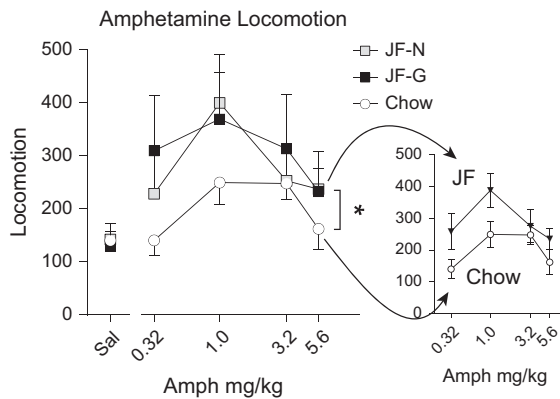 Amphetamine Locomotion
JF-N
JF-G
Chow
500
400
300
200
100
0
Locomotion
*
Sal
0.32
1.0
3.2
5.6
Amph mg/kg
500
400
300
200
100
0
JF
Chow
0.32
1.0
3.2
5.6
Amph mg/kg